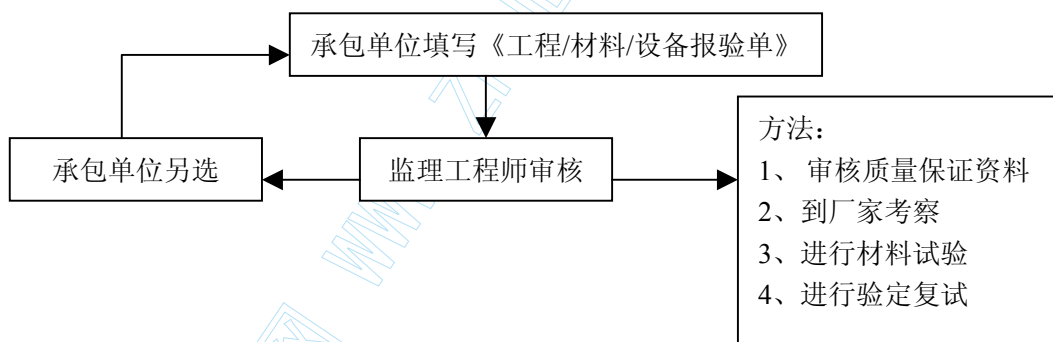 承包单位填写《工程/材料/设备报验单》
承包单位另选
监理工程师审核
方法：
1、 审核质量保证资料
2、到厂家考察
3、进行材料试验
4、进行验定复试